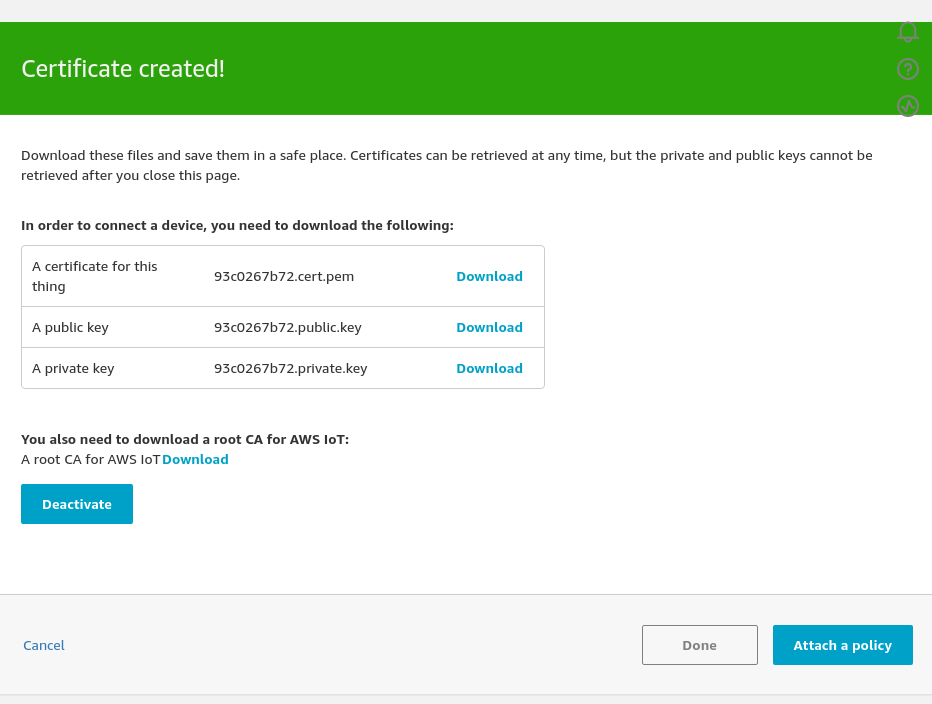 Certificate created!
Download these files and save them in a safe place. Certificates can be retrieved at any time, but the private and public keys cannot be
retrieved after you close this page.
In order to connect a device, you need to download the following:
A certificate for this
thing
93c0267b72.cert.pem
Download
A public key
93c0267b72.public.key
Download
A private key
93c0267b72.private.key
Download
You also need to download a root CA for AWS IoT:
A root CA for AWS IoT Download
Deactivate
Cancel
Done
Attach a policy